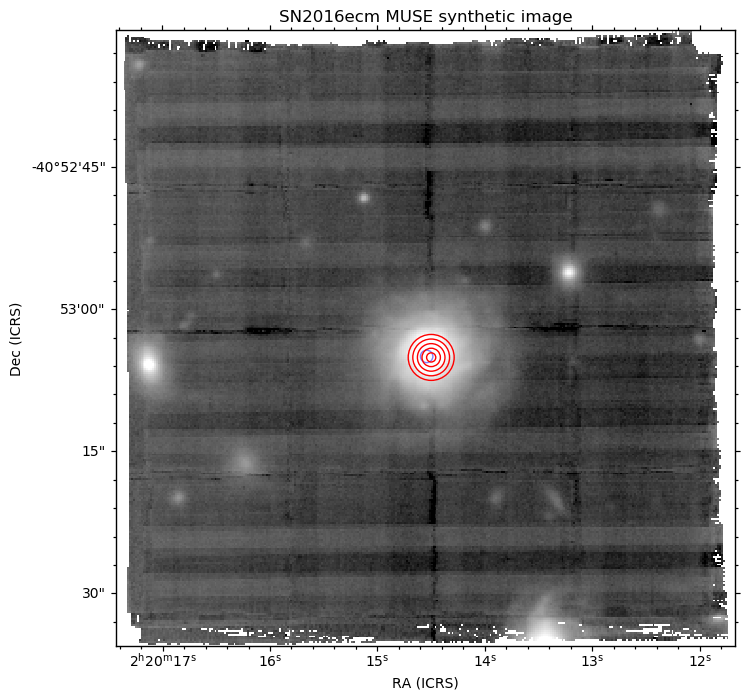 SN2016ecm MUSE synthetic image
-40°52'45"
53'00"
15"
30"
Dec (ICRS)
2h20m17s 16s 15s 14s 13s 12s
RA (ICRS)